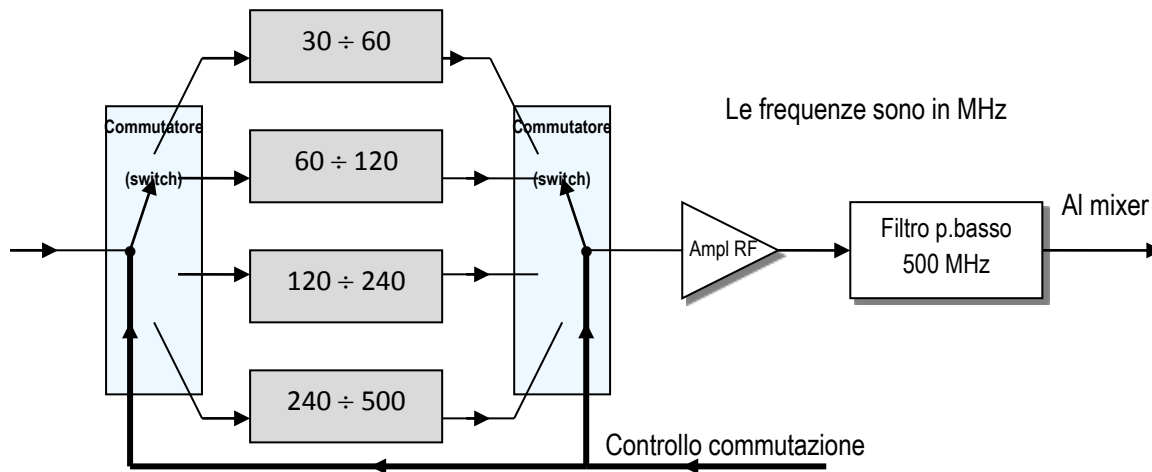 30 ÷ 60
Commutatore
(switch)
60 ÷ 120
120 ÷ 240
240 ÷ 500
Commutatore
(switch)
Le frequenze sono in MHz
Ampl RF
Filtro p.basso
500 MHz
Al mixer
Controllo commutazione